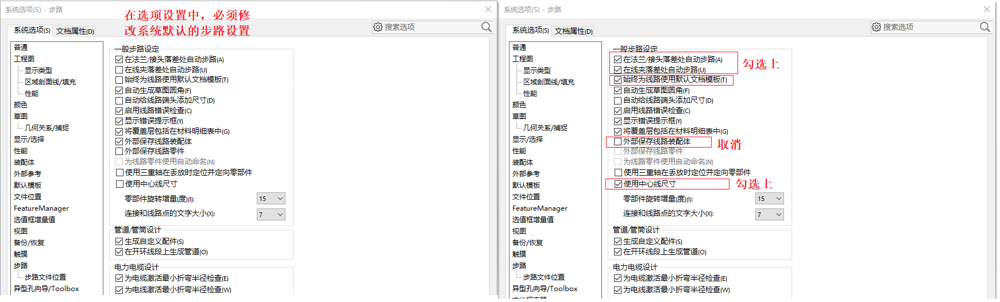 系统选项(S) - 步路
在选项设置中，必须修
改系统默认的步路设置
系统选项(S)
文档属性(D)
搜索选项
普通
工程图
显示类型
区域剖面线/填充
性能
颜色
草图
几何关系/捕捉
显示/选择
性能
装配体
外部参考
默认模板
文件位置
FeatureManager
选值框增量值
视图
备份/恢复
触摸
步路
步路文件位置
异型孔向导/Toolbox
一般步路设定
在法兰/接头落差处自动步路(A)
在线夹落差处自动步路(U)
始终为线路使用默认文档模板(T)
自动生成草图圆角(F)
自动给线路端头添加尺寸(D)
启用线路错误检查(C)
显示错误提示框(Y)
将覆盖层包括在材料明细表中(G)
外部保存线路装配体
外部保存线路零件
为线路零件使用自动命名(N)
使用三重轴在丢放时定位并定向零部件
使用中心线尺寸
零部件旋转增量(度)(I):
15
连接和线路点的文字大小(X):
7
管道/管筒设计
生成自定义配件(S)
在开环线段上生成管道(O)
电力电缆设计
为电缆激活最小折弯半径检查(E)
为电线激活最小折弯半径检查(W)
系统选项(S) - 步路
系统选项(S)
文档属性(D)
搜索选项
普通
工程图
显示类型
区域剖面线/填充
性能
颜色
草图
几何关系/捕捉
显示/选择
性能
装配体
外部参考
默认模板
文件位置
FeatureManager
选值框增量值
视图
备份/恢复
触摸
步路
步路文件位置
异型孔向导/Toolbox
一般步路设定
在法兰/接头落差处自动步路(A)
在线夹落差处自动步路(U)
勾选上
始终为线路使用默认文档模板(T)
自动生成草图圆角(F)
自动给线路端头添加尺寸(D)
启用线路错误检查(C)
显示错误提示框(Y)
将覆盖层包括在材料明细表中(G)
外部保存线路装配体
取消
外部保存线路零件
为线路零件使用自动命名(N)
使用三重轴在丢放时定位并定向零部件
使用中心线尺寸
勾选上
零部件旋转增量(度)(I):
15
连接和线路点的文字大小(X):
7
管道/管筒设计
生成自定义配件(S)
在开环线段上生成管道(O)
电力电缆设计
为电缆激活最小折弯半径检查(E)
为电线激活最小折弯半径检查(W)